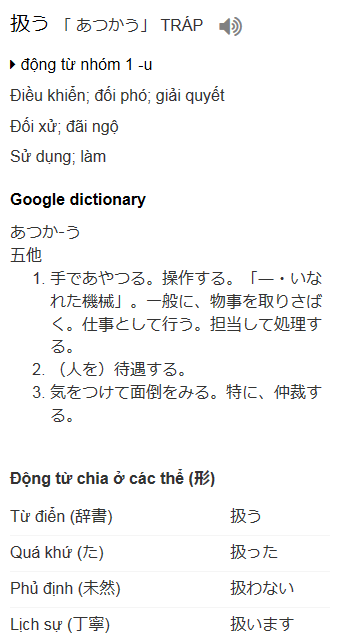 扱う 「 あつかう」 TRÁP
động từ nhóm 1 -u
Điều khiển; đối phó; giải quyết
Đối xử; đãi ngộ
Sử dụng; làm
Google dictionary
あつか-う
五他
1. 手であやつる。操作する。「―・いな
れた機械」。一般に、物事を取りさば
く。仕事として行う。担当して処理す
る。
2. （人を）待遇する。
3. 気をつけて面倒をみる。特に、仲裁す
る。
Động từ chia ở các thể (形)
Từ điển (辞書) 扱う
Quá khứ (た) 扱った
Phủ định (未然) 扱わない
Lịch sự (丁寧) 扱います